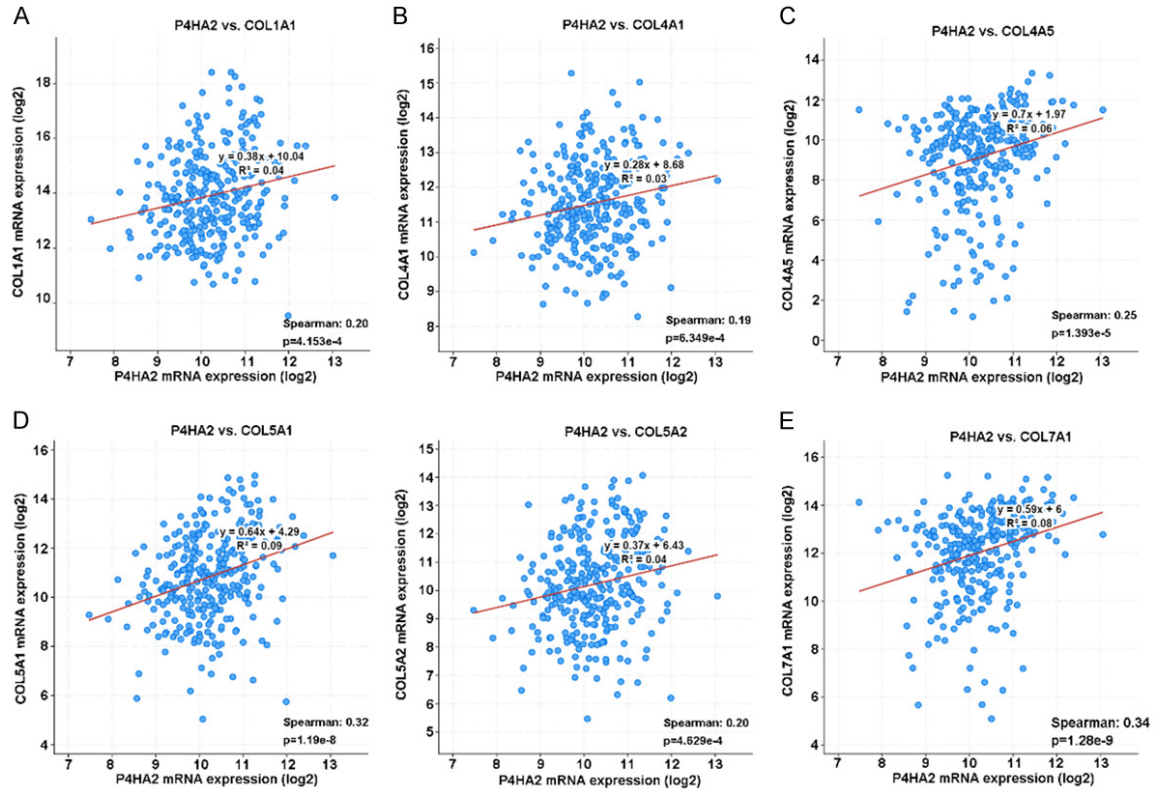 A
P4HA2 vs. COL1A1
COL1A1 mRNA expression (log2)
18
16
14
12
10
y = 0.38x + 10.04
R² = 0.04
Spearman: 0.20
p=4.153e-4
7 8 9 10 11 12 13
P4HA2 mRNA expression (log2)
B
P4HA2 vs. COL4A1
COL4A1 mRNA expression (log2)
16
15
14
13
12
11
10
9
8
y = 0.28x + 8.68
R² = 0.03
Spearman: 0.19
p=6.349e-4
7 8 9 10 11 12 13
P4HA2 mRNA expression (log2)
C
P4HA2 vs. COL4A5
COL4A5 mRNA expression (log2)
14
12
10
8
6
4
2
0
y = 0.7x + 1.97
R² = 0.06
Spearman: 0.25
p=1.393e-5
7 8 9 10 11 12 13
P4HA2 mRNA expression (log2)
D
P4HA2 vs. COL5A1
COL5A1 mRNA expression (log2)
16
14
12
10
8
6
4
y = 0.64x + 4.29
R² = 0.09
Spearman: 0.32
p=1.19e-8
7 8 9 10 11 12 13
P4HA2 mRNA expression (log2)
P4HA2 vs. COL5A2
COL5A2 mRNA expression (log2)
15
14
13
12
11
10
9
8
7
6
5
y = 0.37x + 6.43
R² = 0.04
Spearman: 0.20
p=4.629e-4
7 8 9 10 11 12 13
P4HA2 mRNA expression (log2)
E
P4HA2 vs. COL7A1
COL7A1 mRNA expression (log2)
16
14
12
10
8
6
4
y = 0.59x + 6
R² = 0.08
Spearman: 0.34
p=1.28e-9
7 8 9 10 11 12 13
P4HA2 mRNA expression (log2)